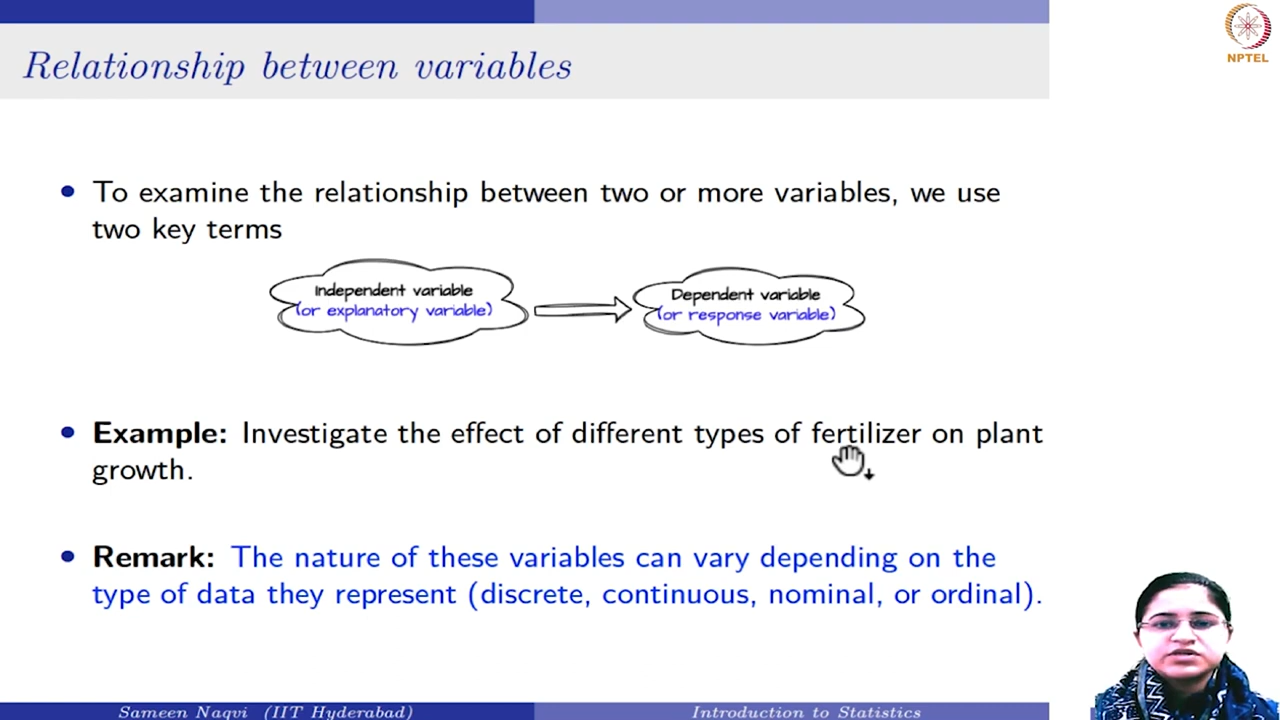 NPTEL
Relationship between variables
• To examine the relationship between two or more variables, we use
two key terms
Independent variable
(or explanatory variable)
Dependent variable
(or response variable)
• Example: Investigate the effect of different types of fertilizer on plant
growth.
• Remark: The nature of these variables can vary depending on the
type of data they represent (discrete, continuous, nominal, or ordinal).
Sameen Naqvi (IIT Hyderabad)
Introduction to Statistics